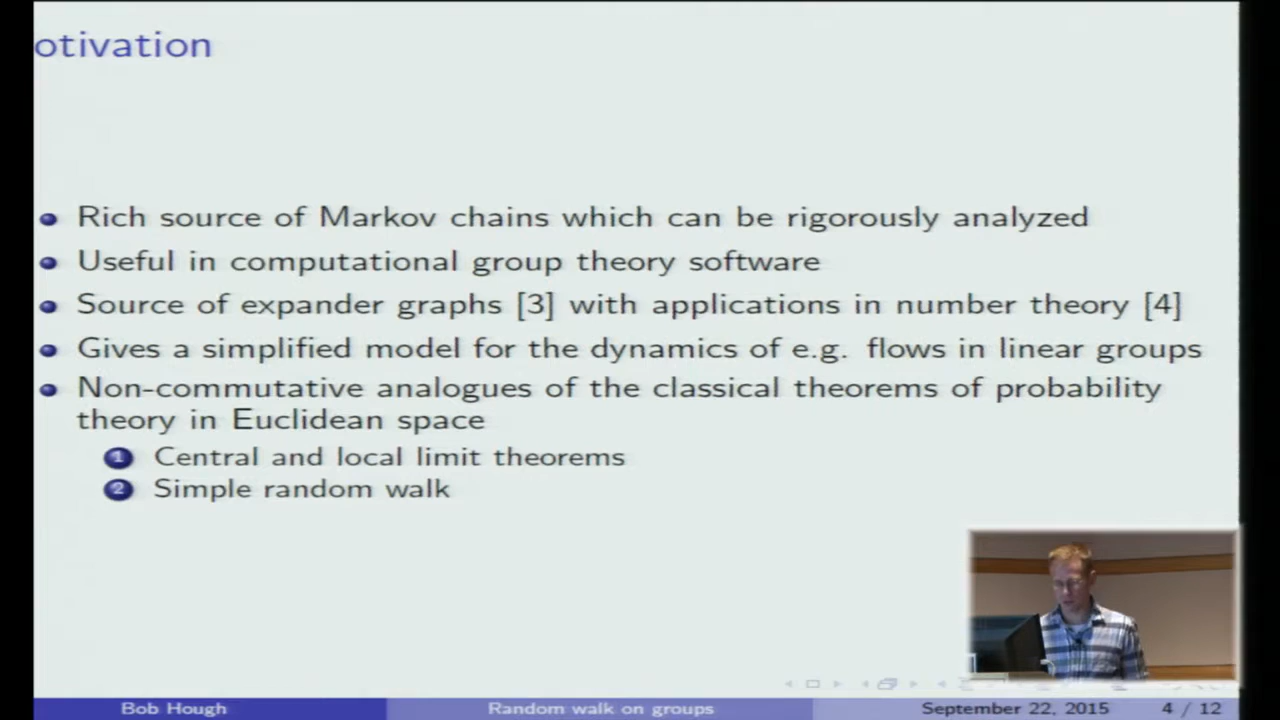 otivation
Rich source of Markov chains which can be rigorously analyzed
Useful in computational group theory software
Source of expander graphs [3] with applications in number theory [4]
Gives a simplified model for the dynamics of e.g. flows in linear groups
Non-commutative analogues of the classical theorems of probability
theory in Euclidean space
1 Central and local limit theorems
2 Simple random walk
Bob Hough Random walk on groups September 22, 2015 4 / 12